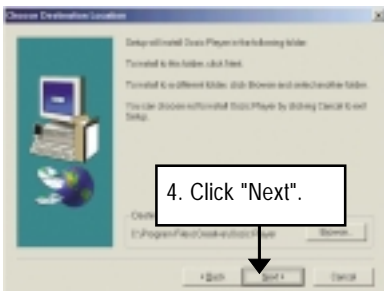 Choose Destination Location
Setup will install Player in the following folder.
To install to this folder, click Next.
To install to a different folder, click Browse and select another folder.
You can choose not to install Player by clicking Cancel to exit
Setup.
4. Click "Next".
Browse...
< Back
Next >
Cancel